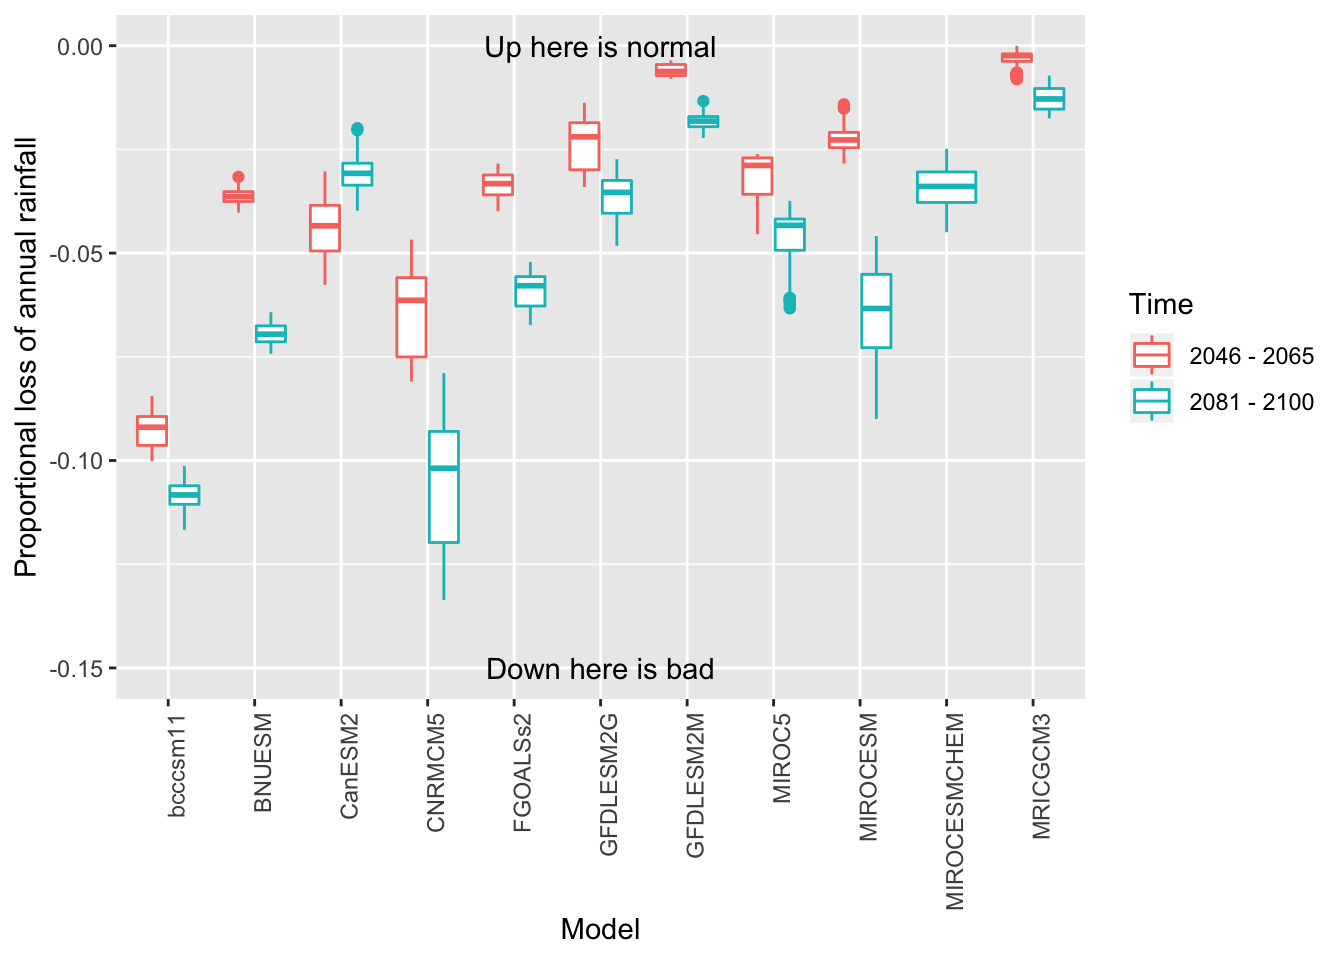 Up here is normal
Down here is bad
Proportional loss of annual rainfall
0.00
-0.05
-0.10
-0.15
bcccsm11
BNUESM
CanESM2
CNRMCM5
FGOALSs2
GFDLESM2G
GFDLESM2M
MIROC5
MIROCESM
MIROCESMCHEM
MRICGCM3
Model
Time
2046 - 2065
2081 - 2100